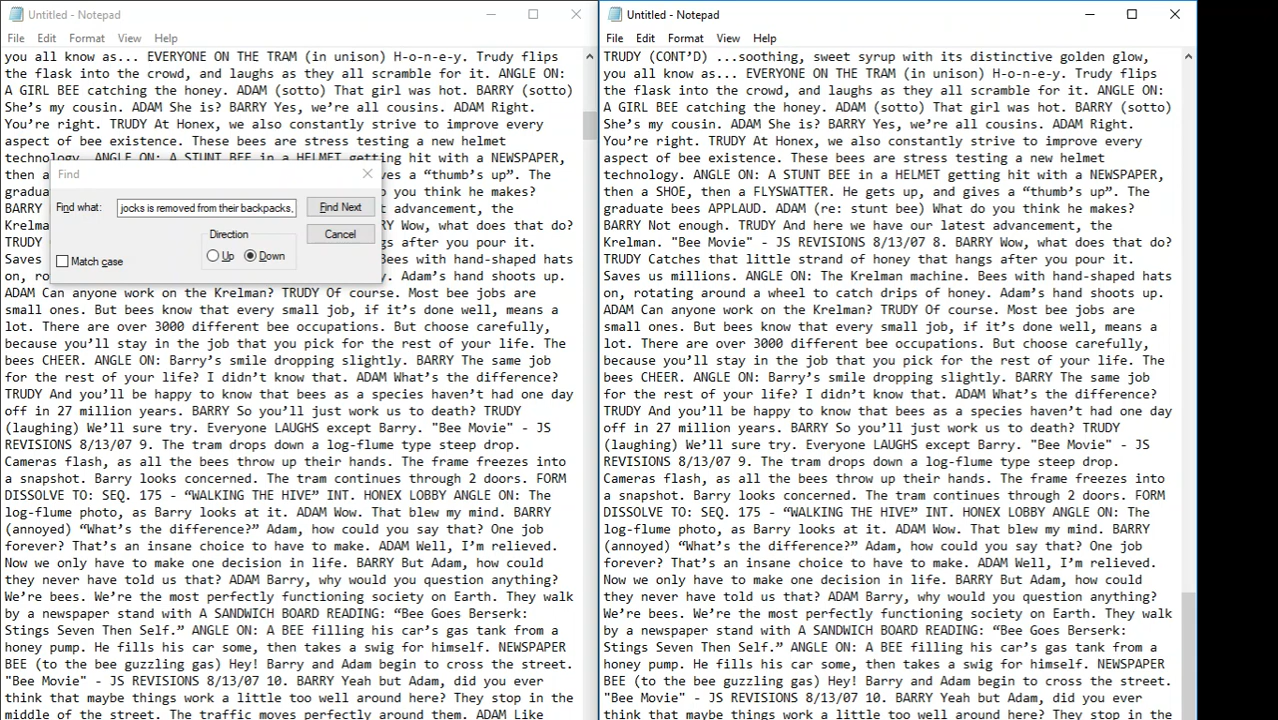 Untitled - Notepad
File Edit Format View Help
you all know as... EVERYONE ON THE TRAM (in unison) H-o-n-e-y. Trudy flips
the flask into the crowd, and laughs as they all scramble for it. ANGLE ON:
A GIRL BEE catching the honey. ADAM (sotto) That girl was hot. BARRY (sotto)
She’s my cousin. ADAM She is? BARRY Yes, we’re all cousins. ADAM Right.
You’re right. TRUDY At Honex, we also constantly strive to improve every
aspect of bee existence. These bees are stress testing a new helmet
technology. ANGLE ON: A STUNT BEE in a HELMET getting hit with a NEWSPAPER,
then a
up”. The
gradua
o you think he makes?
BARRY
t advancement, the
Krelma
RRY Wow, what does that do?
TRUDY
ngs after you pour it.
Saves
Bees with hand-shaped hats
on, ro
y. Adam’s hand shoots up.
Find
Find what: jocks is removed from their backpacks, Find Next
Direction
Cancel
Match case Up Down
ADAM Can anyone work on the Krelman? TRUDY Of course. Most bee jobs are
small ones. But bees know that every small job, if it’s done well, means a
lot. There are over 3000 different bee occupations. But choose carefully,
because you’ll stay in the job that you pick for the rest of your life. The
bees CHEER. ANGLE ON: Barry’s smile dropping slightly. BARRY The same job
for the rest of your life? I didn’t know that. ADAM What’s the difference?
TRUDY And you’ll be happy to know that bees as a species haven’t had one day
off in 27 million years. BARRY So you’ll just work us to death? TRUDY
(laughing) We’ll sure try. Everyone LAUGHS except Barry. "Bee Movie" - JS
REVISIONS 8/13/07 9. The tram drops down a log-flume type steep drop.
Cameras flash, as all the bees throw up their hands. The frame freezes into
a snapshot. Barry looks concerned. The tram continues through 2 doors. FORM
DISSOLVE TO: SEQ. 175 - “WALKING THE HIVE” INT. HONEX LOBBY ANGLE ON: The
log-flume photo, as Barry looks at it. ADAM Wow. That blew my mind. BARRY
(annoyed) “What’s the difference?” Adam, how could you say that? One job
forever? That’s an insane choice to have to make. ADAM Well, I’m relieved.
Now we only have to make one decision in life. BARRY But Adam, how could
they never have told us that? ADAM Barry, why would you question anything?
We’re bees. We’re the most perfectly functioning society on Earth. They walk
by a newspaper stand with A SANDWICH BOARD READING: “Bee Goes Berserk:
Stings Seven Then Self.” ANGLE ON: A BEE filling his car’s gas tank from a
honey pump. He fills his car some, then takes a swig for himself. NEWSPAPER
BEE (to the bee guzzling gas) Hey! Barry and Adam begin to cross the street.
"Bee Movie" - JS REVISIONS 8/13/07 10. BARRY Yeah but Adam, did you ever
think that maybe things work a little too well around here? They stop in the
middle of the street. The traffic moves perfectly around them. ADAM Like
Untitled - Notepad
File Edit Format View Help
TRUDY (CONT’D) ...soothing, sweet syrup with its distinctive golden glow,
you all know as... EVERYONE ON THE TRAM (in unison) H-o-n-e-y. Trudy flips
the flask into the crowd, and laughs as they all scramble for it. ANGLE ON:
A GIRL BEE catching the honey. ADAM (sotto) That girl was hot. BARRY (sotto)
She’s my cousin. ADAM She is? BARRY Yes, we’re all cousins. ADAM Right.
You’re right. TRUDY At Honex, we also constantly strive to improve every
aspect of bee existence. These bees are stress testing a new helmet
technology. ANGLE ON: A STUNT BEE in a HELMET getting hit with a NEWSPAPER,
then a SHOE, then a FLYSWATTER. He gets up, and gives a “thumb’s up”. The
graduate bees APPLAUD. ADAM (re: stunt bee) What do you think he makes?
BARRY Not enough. TRUDY And here we have our latest advancement, the
Krelman. "Bee Movie" - JS REVISIONS 8/13/07 8. BARRY Wow, what does that do?
TRUDY Catches that little strand of honey that hangs after you pour it.
Saves us millions. ANGLE ON: The Krelman machine. Bees with hand-shaped hats
on, rotating around a wheel to catch drips of honey. Adam’s hand shoots up.
ADAM Can anyone work on the Krelman? TRUDY Of course. Most bee jobs are
small ones. But bees know that every small job, if it’s done well, means a
lot. There are over 3000 different bee occupations. But choose carefully,
because you’ll stay in the job that you pick for the rest of your life. The
bees CHEER. ANGLE ON: Barry’s smile dropping slightly. BARRY The same job
for the rest of your life? I didn’t know that. ADAM What’s the difference?
TRUDY And you’ll be happy to know that bees as a species haven’t had one day
off in 27 million years. BARRY So you’ll just work us to death? TRUDY
(laughing) We’ll sure try. Everyone LAUGHS except Barry. "Bee Movie" - JS
REVISIONS 8/13/07 9. The tram drops down a log-flume type steep drop.
Cameras flash, as all the bees throw up their hands. The frame freezes into
a snapshot. Barry looks concerned. The tram continues through 2 doors. FORM
DISSOLVE TO: SEQ. 175 - “WALKING THE HIVE” INT. HONEX LOBBY ANGLE ON: The
log-flume photo, as Barry looks at it. ADAM Wow. That blew my mind. BARRY
(annoyed) “What’s the difference?” Adam, how could you say that? One job
forever? That’s an insane choice to have to make. ADAM Well, I’m relieved.
Now we only have to make one decision in life. BARRY But Adam, how could
they never have told us that? ADAM Barry, why would you question anything?
We’re bees. We’re the most perfectly functioning society on Earth. They walk
by a newspaper stand with A SANDWICH BOARD READING: “Bee Goes Berserk:
Stings Seven Then Self.” ANGLE ON: A BEE filling his car’s gas tank from a
honey pump. He fills his car some, then takes a swig for himself. NEWSPAPER
BEE (to the bee guzzling gas) Hey! Barry and Adam begin to cross the street.
"Bee Movie" - JS REVISIONS 8/13/07 10. BARRY Yeah but Adam, did you ever
think that maybe things work a little too well around here? They stop in the